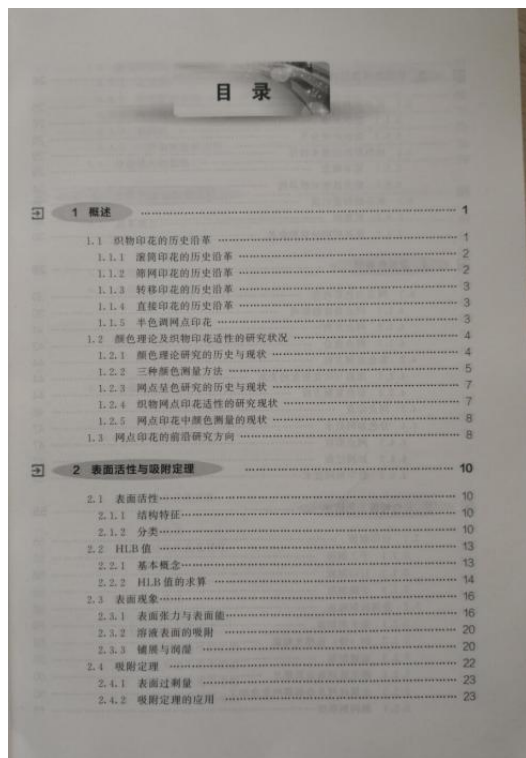 目 录
1 概述 …… 1
1.1 织物印花的历史沿革 …… 1
1.1.1 滚筒印花的历史沿革 …… 2
1.1.2 筛网印花的历史沿革 …… 2
1.1.3 转移印花的历史沿革 …… 3
1.1.4 直接印花的历史沿革 …… 3
1.1.5 半色调网点印花 …… 3
1.2 颜色理论及织物印花适性的研究状况 …… 4
1.2.1 颜色理论研究的历史与现状 …… 4
1.2.2 三种颜色测量方法 …… 5
1.2.3 网点呈色研究的历史与现状 …… 7
1.2.4 织物网点印花适性的研究现状 …… 7
1.2.5 网点印花中颜色测量的现状 …… 8
1.3 网点印花的前沿研究方向 …… 8
2 表面活性与吸附定理 …… 10
2.1 表面活性 …… 10
2.1.1 结构特征 …… 10
2.1.2 分类 …… 10
2.2 HLB值 …… 13
2.2.1 基本概念 …… 13
2.2.2 HLB值的求算 …… 14
2.3 表面现象 …… 16
2.3.1 表面张力与表面能 …… 16
2.3.2 溶液表面的吸附 …… 20
2.3.3 铺展与润湿 …… 20
2.4 吸附定理 …… 22
2.4.1 表面过剩量 …… 23
2.4.2 吸附定理的应用 …… 23